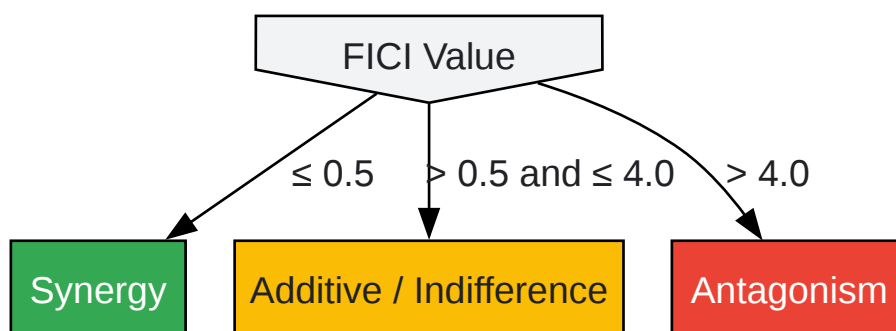 FICI Value
≤ 0.5
> 0.5 and ≤ 4.0
> 4.0
Synergy
Additive / Indifference
Antagonism